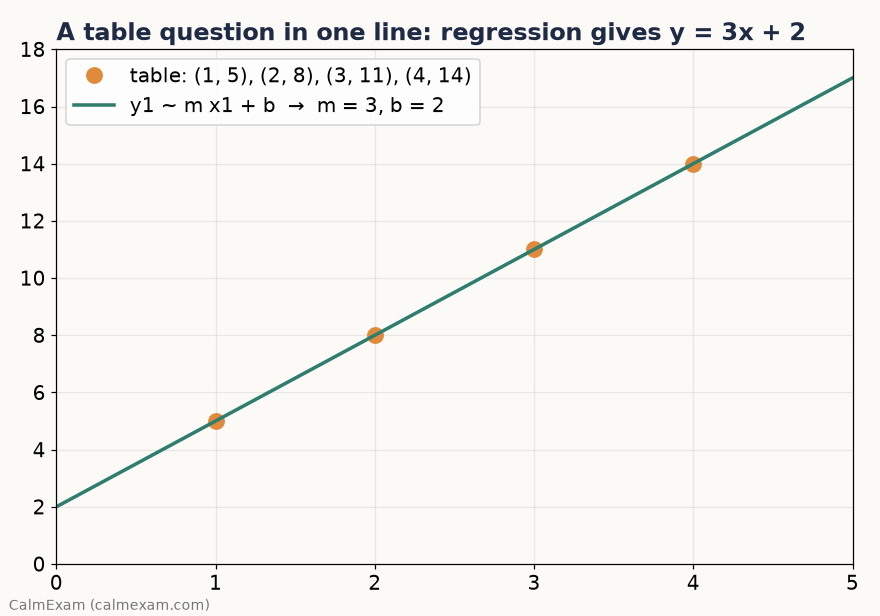 A table question in one line: regression gives y = 3x + 2
18
table: (1, 5), (2, 8), (3, 11), (4, 14)
y1 ~ m x1 + b → m = 3, b = 2
16
14
12
10
8
6
4
2
0
0 1 2 3 4 5
CalmExam (calmexam.com)